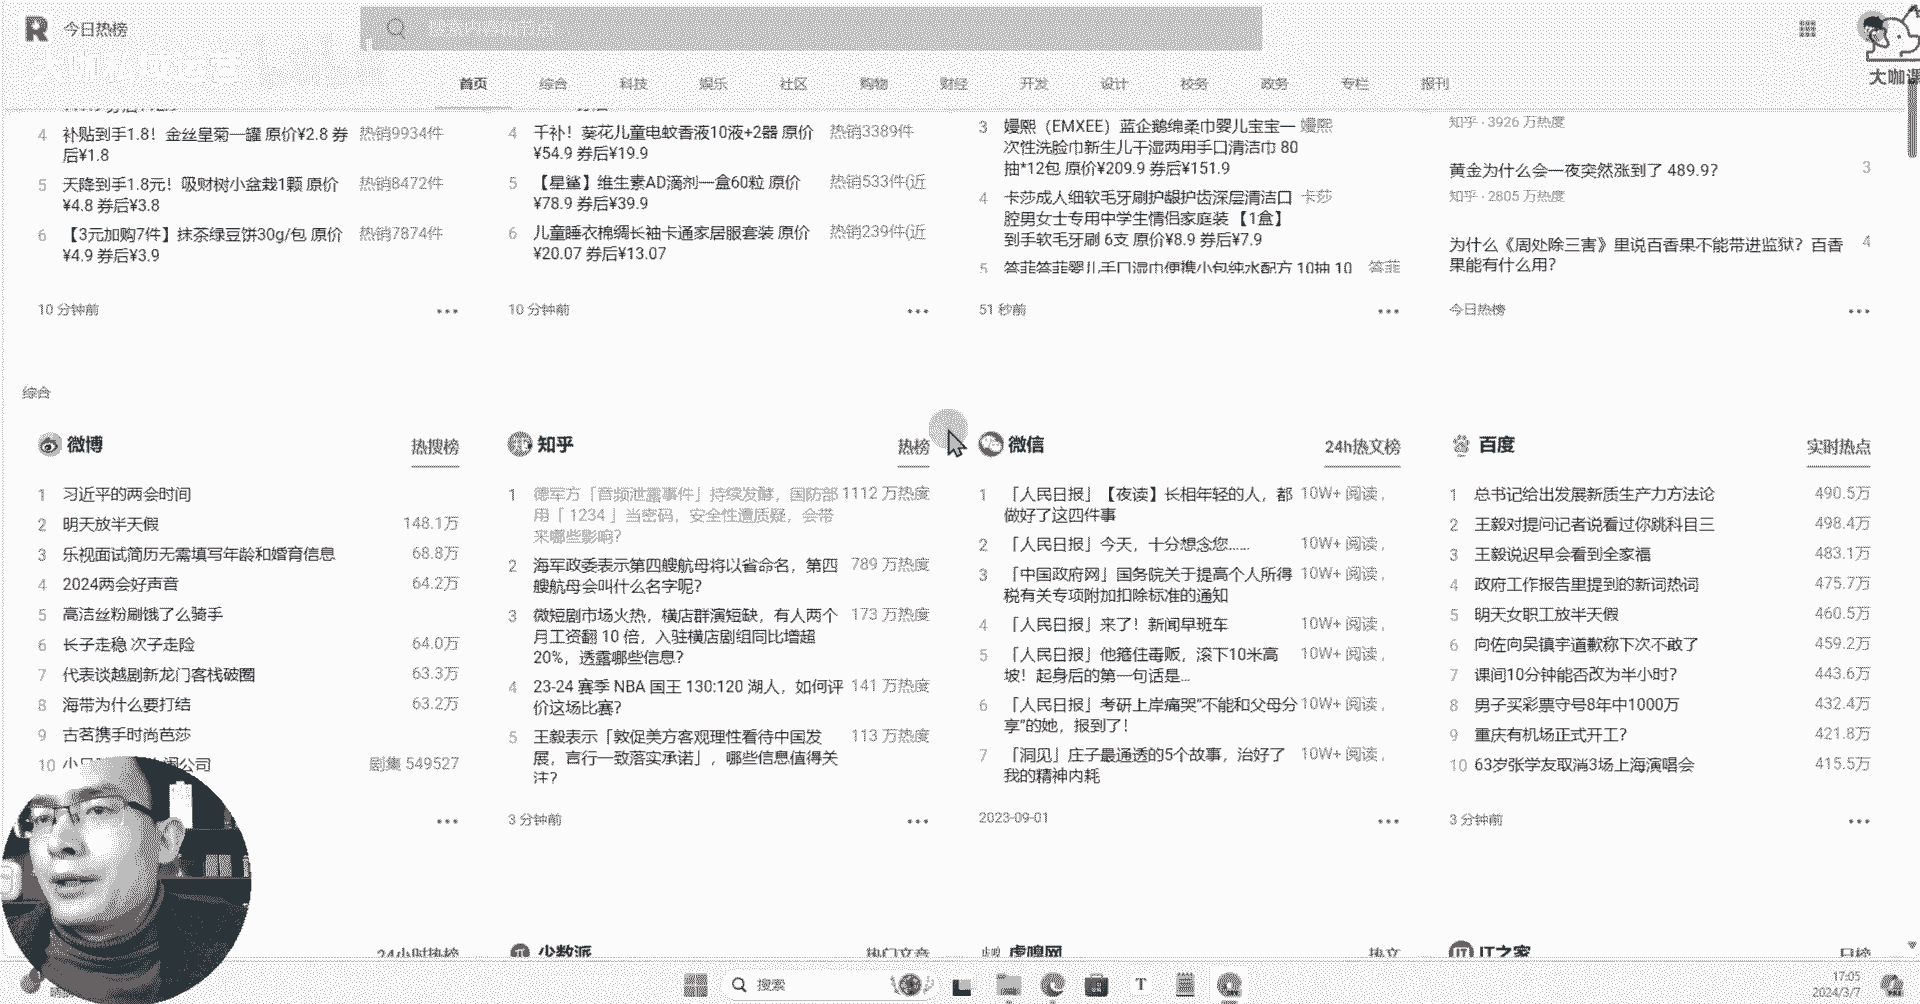 今日热榜
大咖课
首页 综合 科技 娱乐 社区 购物 财经 开发 设计 校务 政务 专栏 报刊
4 补贴到手1.8！金丝皇菊一罐 原价¥2.8 券 热销9934件
后¥1.8
5 天降到手1.8元！吸财树小盆栽1颗 原价 热销8472件
¥4.8 券后¥3.8
6 【3元加购7件】抹茶绿豆饼30g/包 原价 热销7874件
¥4.9 券后¥3.9
10 分钟前
4 千补！葵花儿童电蚊香液10液+2器 原价 热销3389件
¥54.9 券后¥19.9
5 【星鲨】维生素AD滴剂一盒60粒 原价 热销533件(近
¥78.9 券后¥39.9
6 儿童睡衣棉绸长袖卡通家居服套装 原价 热销239件(近
¥20.07 券后¥13.07
10 分钟前
3 嫚熙（EMXEE）蓝企鹅绵柔巾婴儿宝宝一 嫚熙
次性洗脸巾新生儿干湿两用手口清洁巾 80
抽*12包 原价¥209.9 券后¥151.9
4 卡莎成人细软毛牙刷护龈护齿深层清洁口 卡莎
腔男女士专用中学生情侣家庭装 【1盒】
到手软毛牙刷 6支 原价¥8.9 券后¥7.9
5 答菲答菲婴儿手口湿巾便携小包纯水配方 10抽 10 答菲
51 秒前
知乎 · 3926 万热度
黄金为什么会一夜突然涨到了 489.9？ 3
知乎 · 2805 万热度
为什么《周处除三害》里说百香果不能带进监狱？百香 4
果能有什么用？
今日热榜
综合
微博 热搜榜
1 习近平的两会时间
2 明天放半天假 148.1万
3 乐视面试简历无需填写年龄和婚育信息 68.8万
4 2024两会好声音 64.2万
5 高洁丝粉刷饿了么骑手
6 长子走稳 次子走险 64.0万
7 代表谈越剧新龙门客栈破圈 63.3万
8 海带为什么要打结 63.2万
9 古茗携手时尚芭莎
10 公司 剧集 549527
知乎 热榜
1 德军方「音频泄露事件」持续发酵，国防部 1112 万热度
用「 1234 」当密码，安全性遭质疑，会带
来哪些影响？
2 海军政委表示第四艘航母将以省命名，第四 789 万热度
艘航母会叫什么名字呢？
3 微短剧市场火热，横店群演短缺，有人两个 173 万热度
月工资翻 10 倍，入驻横店剧组同比增超
20%，透露哪些信息？
4 23-24 赛季 NBA 国王 130:120 湖人，如何评 141 万热度
价这场比赛？
5 王毅表示「敦促美方客观理性看待中国发 113 万热度
展，言行一致落实承诺」，哪些信息值得关
注？
3 分钟前
微信 24h热文榜
1 「人民日报」【夜读】长相年轻的人，都 10W+ 阅读 ,
做好了这四件事
2 「人民日报」今天，十分想念您…… 10W+ 阅读 ,
3 「中国政府网」国务院关于提高个人所得 10W+ 阅读 ,
税有关专项附加扣除标准的通知
4 「人民日报」来了！新闻早班车 10W+ 阅读 ,
5 「人民日报」他箍住毒贩，滚下10米高 10W+ 阅读 ,
坡！起身后的第一句话是...
6 「人民日报」考研上岸痛哭“不能和父母分 10W+ 阅读 ,
享”的她，报到了！
7 「洞见」庄子最通透的5个故事，治好了 10W+ 阅读 ,
我的精神内耗
2023-09-01
百度 实时热点
1 总书记给出发展新质生产力方法论 490.5万
2 王毅对提问记者说看过你跳科目三 498.4万
3 王毅说迟早会看到全家福 483.1万
4 政府工作报告里提到的新词热词 475.7万
5 明天女职工放半天假 460.5万
6 向佐向吴镇宇道歉称下次不敢了 459.2万
7 课间10分钟能否改为半小时？ 443.6万
8 男子买彩票守号8年中1000万 432.4万
9 重庆有机场正式开工？ 421.8万
10 63岁张学友取消3场上海演唱会 415.5万
3 分钟前
24小时热榜
少数派 热门文章
虎嗅网 热文
IT之家 日榜
搜索
17:05
2024/3/7